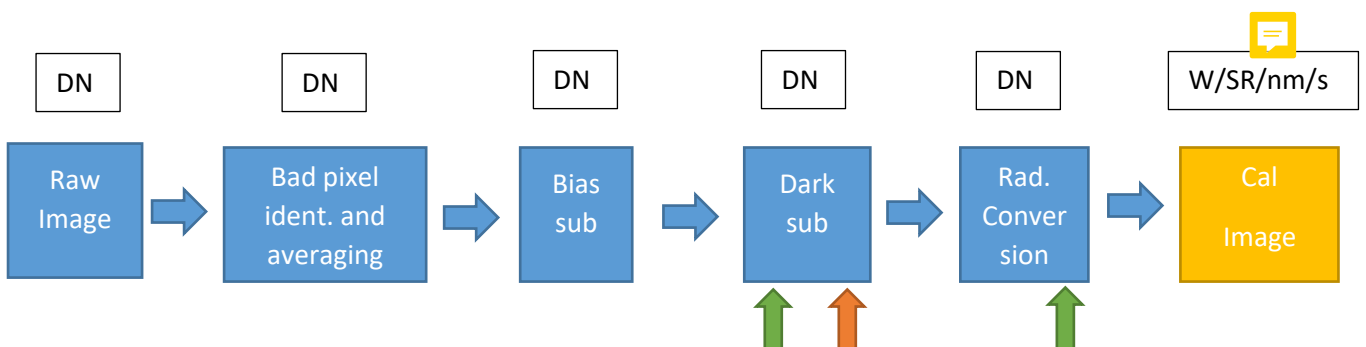 DN
DN
DN
DN
DN
W/SR/nm/s
Raw
Image
Bad pixel
ident. and
averaging
Bias
sub
Dark
sub
Rad.
Conver
sion
Cal
Image